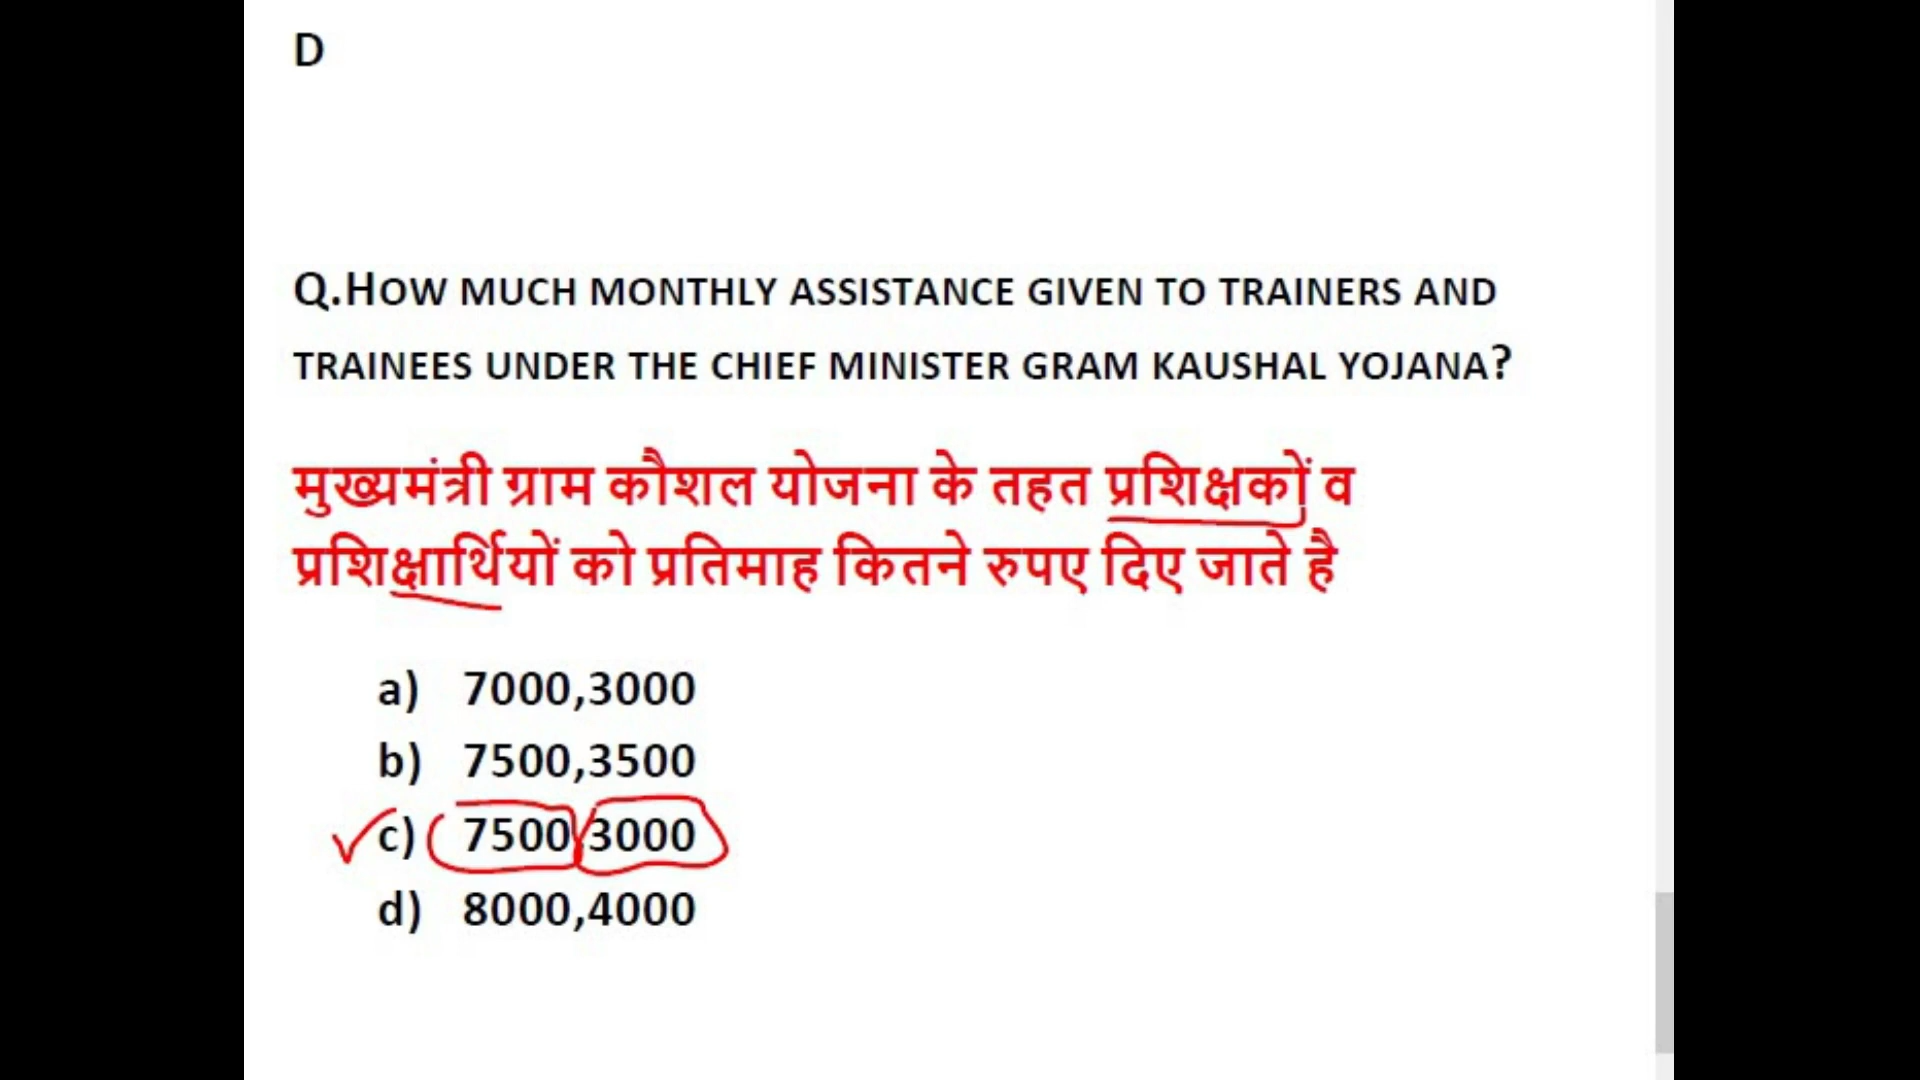 D
Q.HOW MUCH MONTHLY ASSISTANCE GIVEN TO TRAINERS AND
TRAINEES UNDER THE CHIEF MINISTER GRAM KAUSHAL YOJANA?
मुख्यमंत्री ग्राम कौशल योजना के तहत प्रशिक्षकों व
प्रशिक्षार्थियों को प्रतिमाह कितने रुपए दिए जाते है
a) 7000,3000
b) 7500,3500
c) 7500,3000
d) 8000,4000